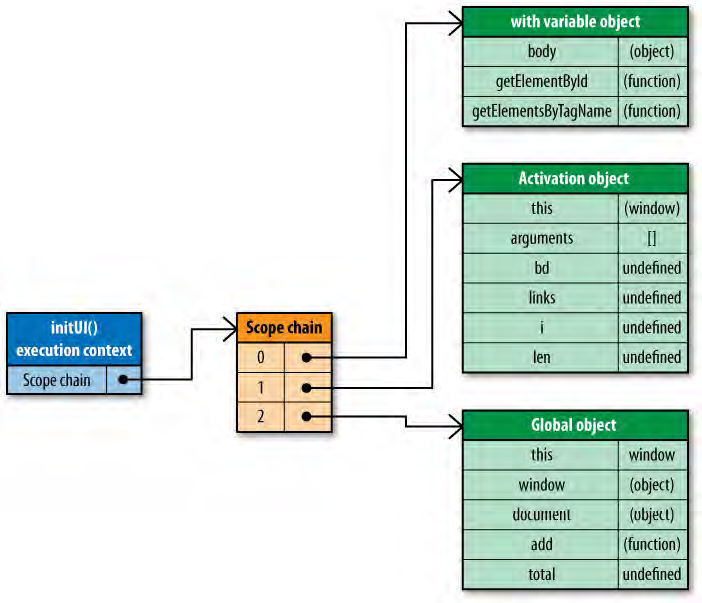 with variable object
body (object)
getElementById (function)
getElementsByTagName (function)
Activation object
this (window)
arguments []
bd undefined
links undefined
i undefined
len undefined
initUI()
execution context
Scope chain
Scope chain
0
1
2
Global object
this window
window (object)
document (object)
add (function)
total undefined